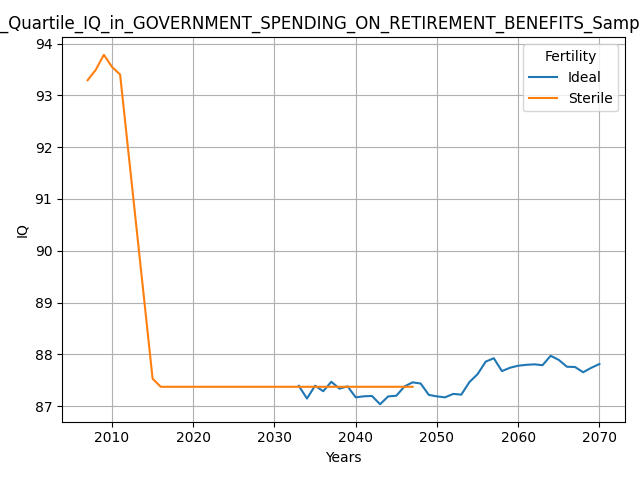 _Quartile_IQ_in_GOVERNMENT_SPENDING_ON_RETIREMENT_BENEFITS_Samp
94
93
92
91
90
89
88
87
IQ
Fertility
Ideal
Sterile
2010 2020 2030 2040 2050 2060 2070
Years